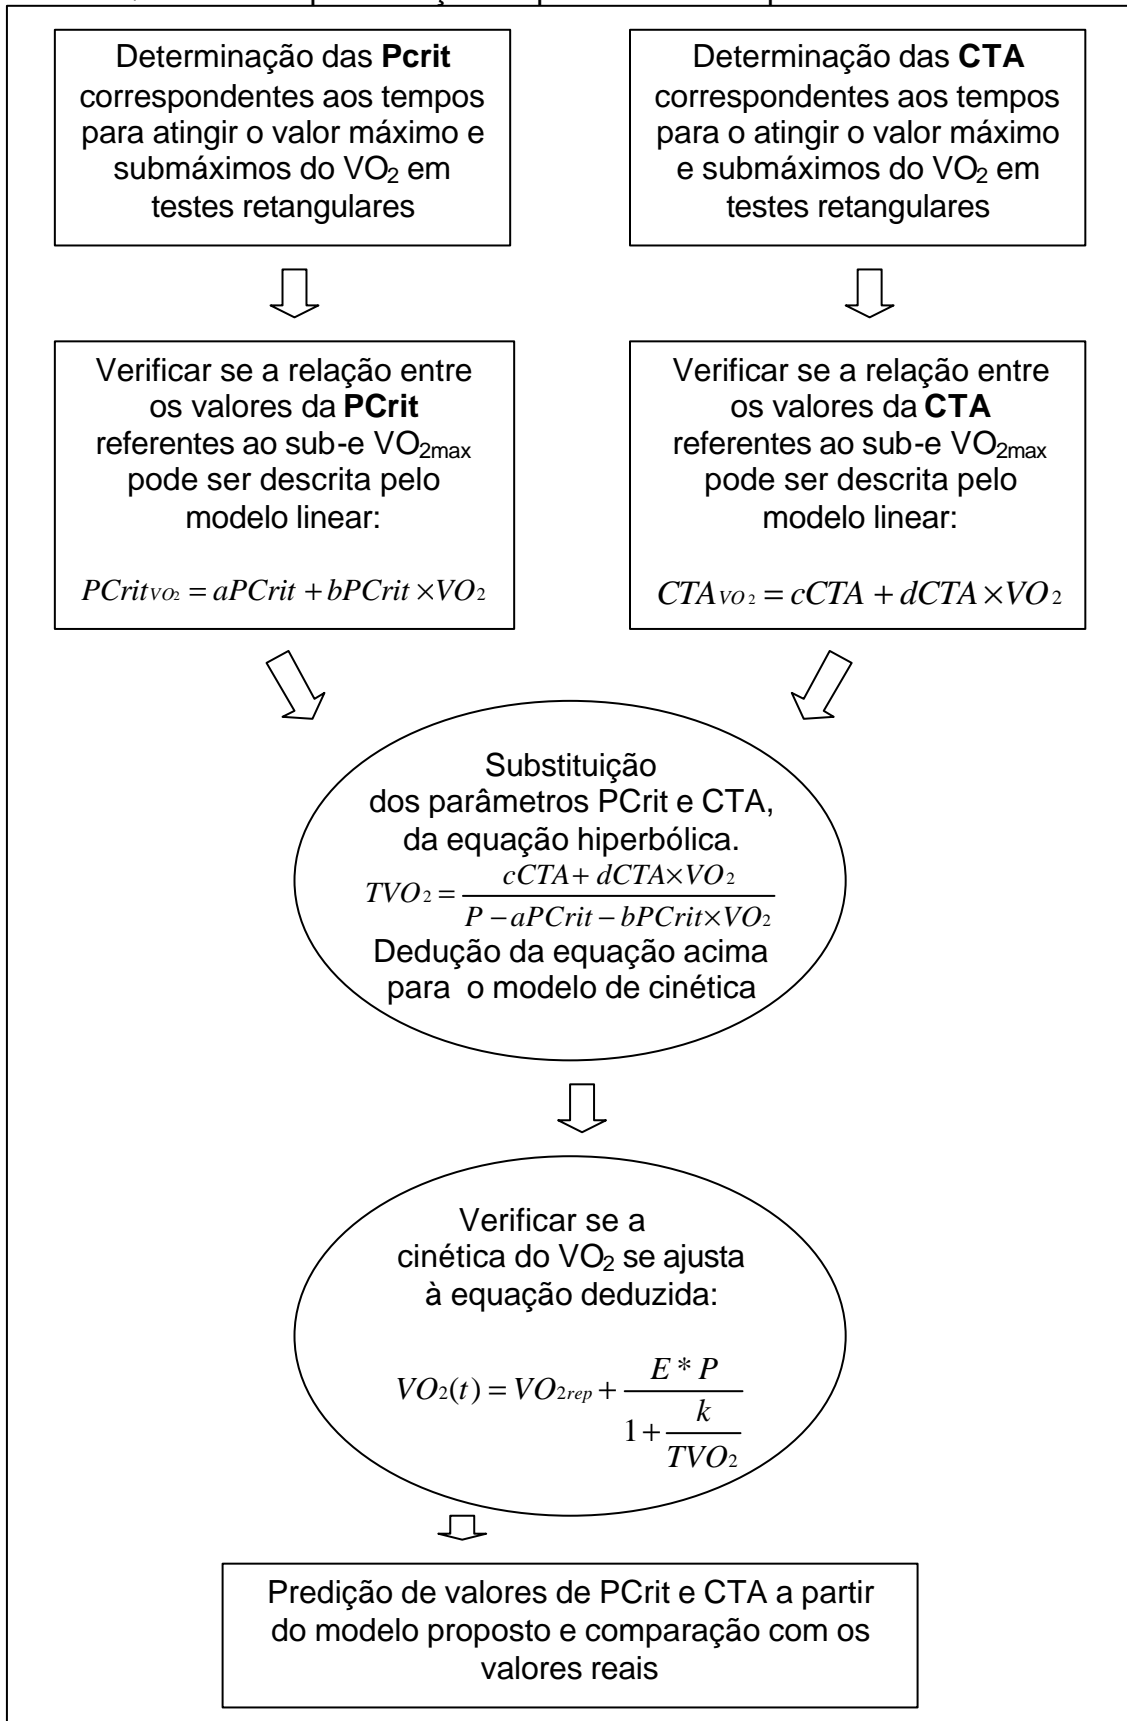 Determinação das Pcrit
correspondentes aos tempos
para atingir o valor máximo e
submáximos do VO2 em
testes retangulares
Determinação das CTA
correspondentes aos tempos
para o atingir o valor máximo
e submáximos do VO2 em
testes retangulares
Verificar se a relação entre
os valores da PCrit
referentes ao sub-e VO2max
pode ser descrita pelo
modelo linear:
PCritVO2 = aPCrit + bPCrit ×VO2
Verificar se a relação entre
os valores da CTA
referentes ao sub-e VO2max
pode ser descrita pelo
modelo linear:
CTAVO2 = cCTA + dCTA ×VO2
Substituição
dos parâmetros PCrit e CTA,
da equação hiperbólica.
TVO2 = (cCTA+ dCTA×VO2) / (P − aPCrit − bPCrit×VO2)
Dedução da equação acima
para o modelo de cinética
Verificar se a
cinética do VO2 se ajusta
à equação deduzida:
VO2(t) = VO2rep + (E * P) / (1 + k / TVO2)
Predição de valores de PCrit e CTA a partir
do modelo proposto e comparação com os
valores reais